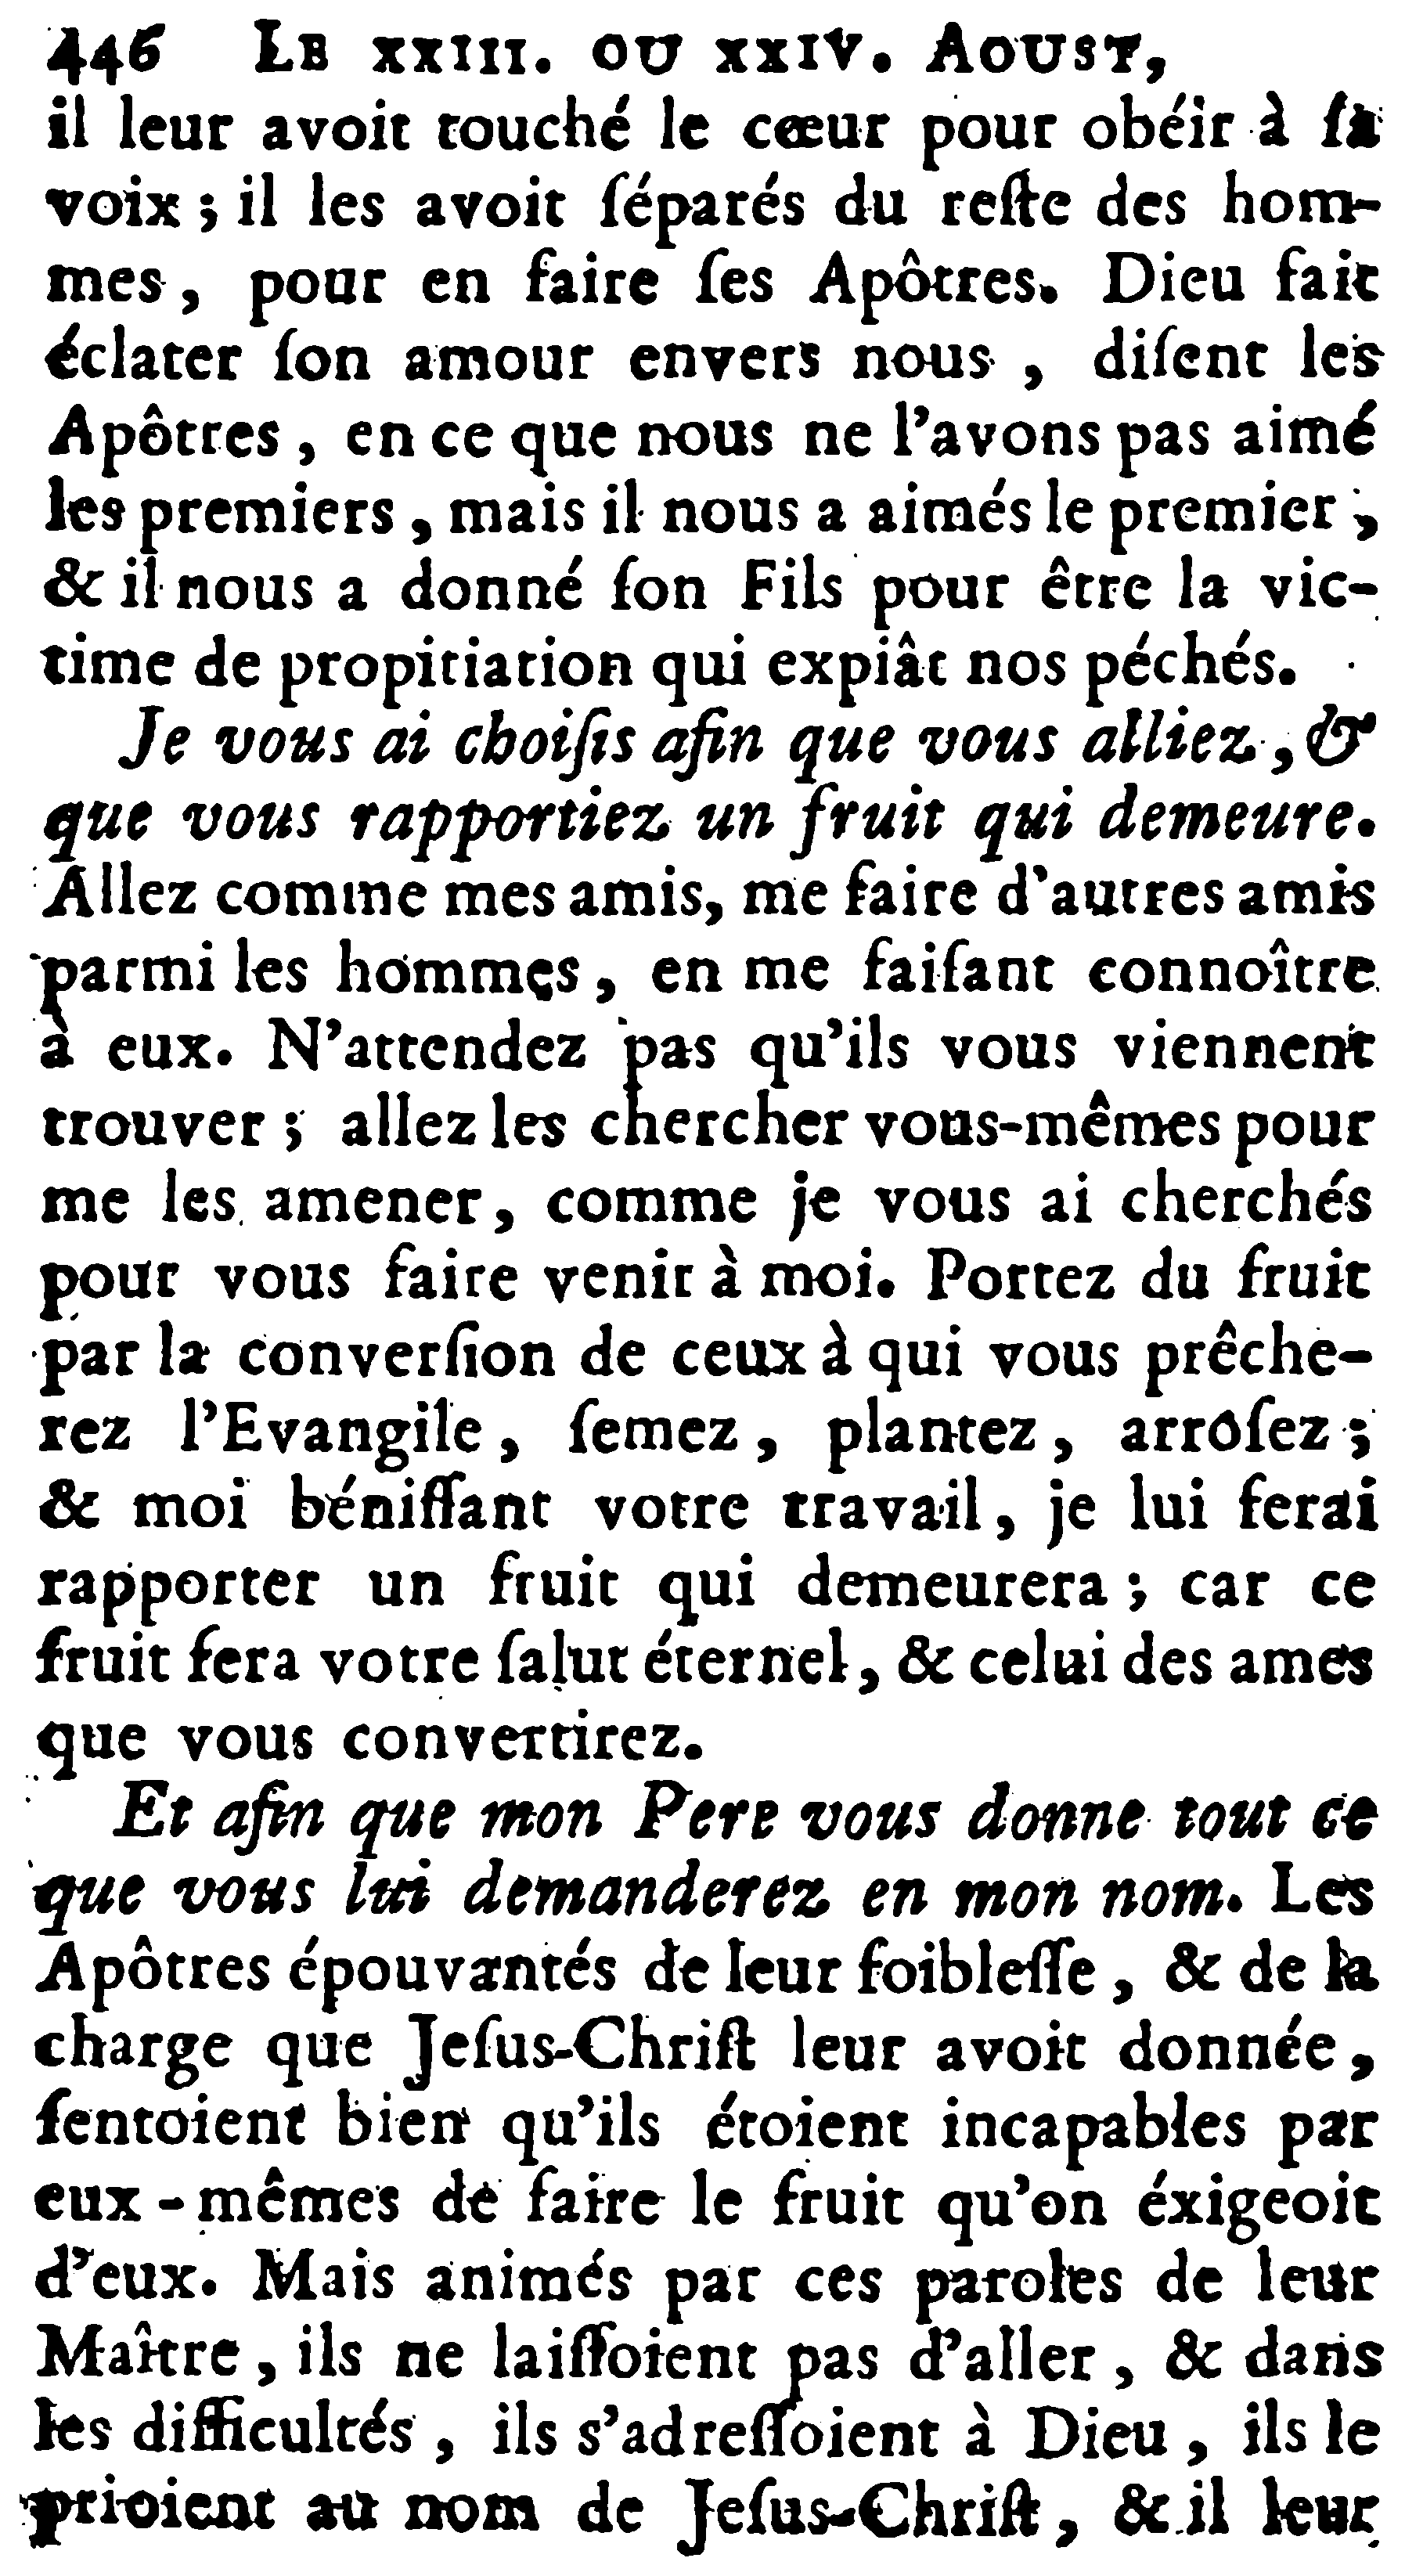 446 LE XXIII. OU XXIV. AOUST,
il leur avoit touché le cœur pour obéir à ſa
voix ; il les avoit ſéparés du reſte des hom-
mes, pour en faire ſes Apôtres. Dieu fait
éclater ſon amour envers nous , diſent les
Apôtres, en ce que nous ne l'avons pas aimé
les premiers, mais il nous a aimés le premier ,
& il nous a donné ſon Fils pour être la vic-
time de propitiation qui expiât nos péchés.
Je vous ai choiſis afin que vous alliez, &
que vous rapportiez un fruit qui demeure.
Allez comme mes amis, me faire d'autres amis
parmi les hommes, en me faiſant connoître
à eux. N'attendez pas qu'ils vous viennent
trouver ; allez les chercher vous-mêmes pour
me les amener, comme je vous ai cherchés
pour vous faire venir à moi. Portez du fruit
par la converſion de ceux à qui vous prêche-
rez l'Evangile, ſemez, plantez, arroſez ;
& moi béniſſant votre travail, je lui ferai
rapporter un fruit qui demeurera ; car ce
fruit ſera votre ſalut éternel, & celui des ames
que vous convertirez.
Et afin que mon Pere vous donne tout ce
que vous lui demanderez en mon nom. Les
Apôtres épouvantés de leur foibleſſe, & de la
charge que Jeſus-Chriſt leur avoit donnée,
ſentoient bien qu'ils étoient incapables par
eux-mêmes de faire le fruit qu'on éxigeoit
d'eux. Mais animés par ces paroles de leur
Maître, ils ne laiſſoient pas d'aller, & dans
les difficultés, ils s'adreſſoient à Dieu, ils le
prioient au nom de Jeſus-Chriſt, & il leur